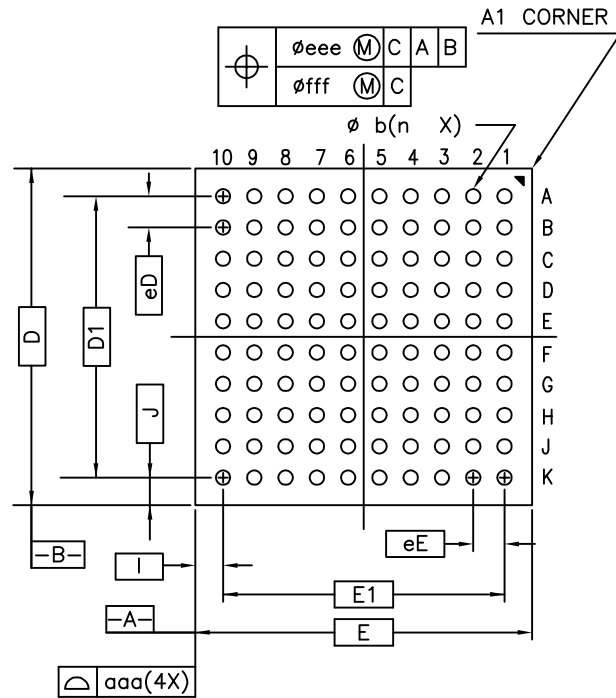 A1 CORNER
øeee Ⓜ C A B
øfff Ⓜ C
ø b(n X)
10 9 8 7 6 5 4 3 2 1
A
B
C
D
E
F
G
H
J
K
eD
D
D1
J
-B-
eE
I
E1
-A-
E
aaa(4X)